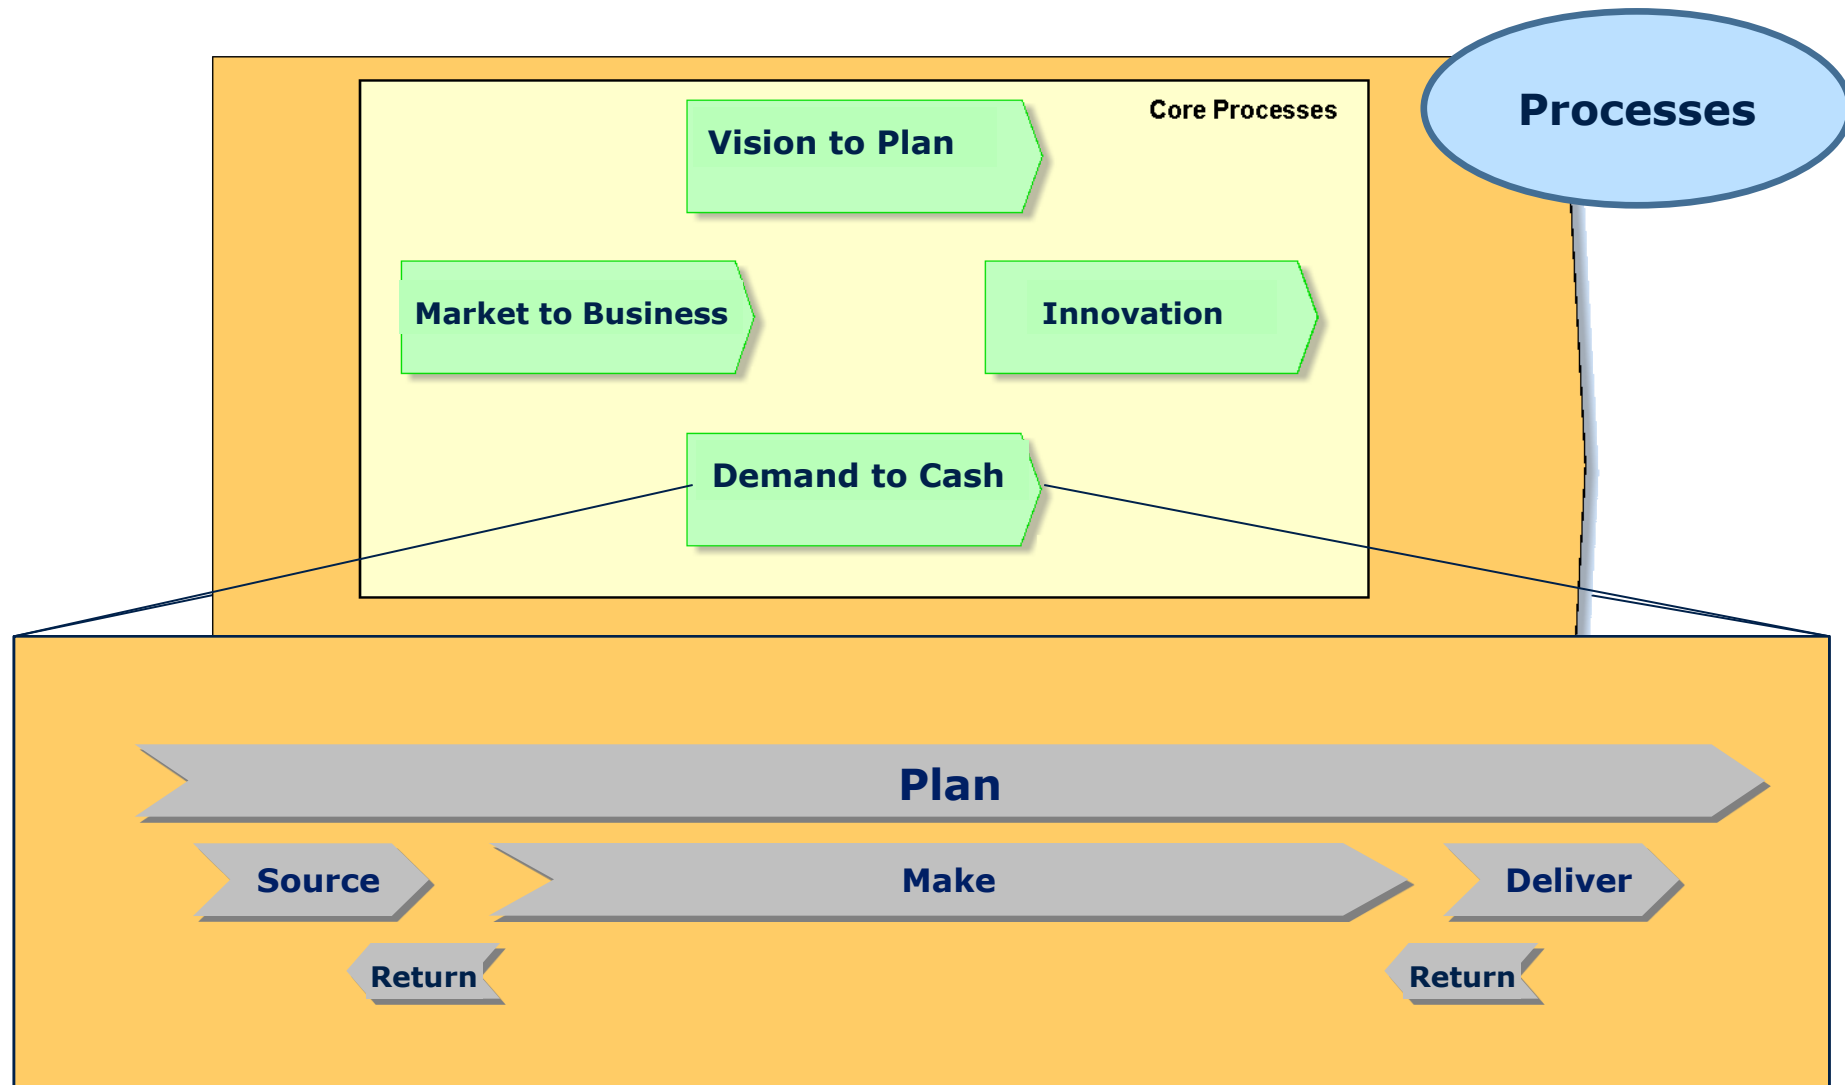 Processes
Core Processes
Vision to Plan
Market to Business
Innovation
Demand to Cash
Plan
Source
Make
Deliver
Return
Return